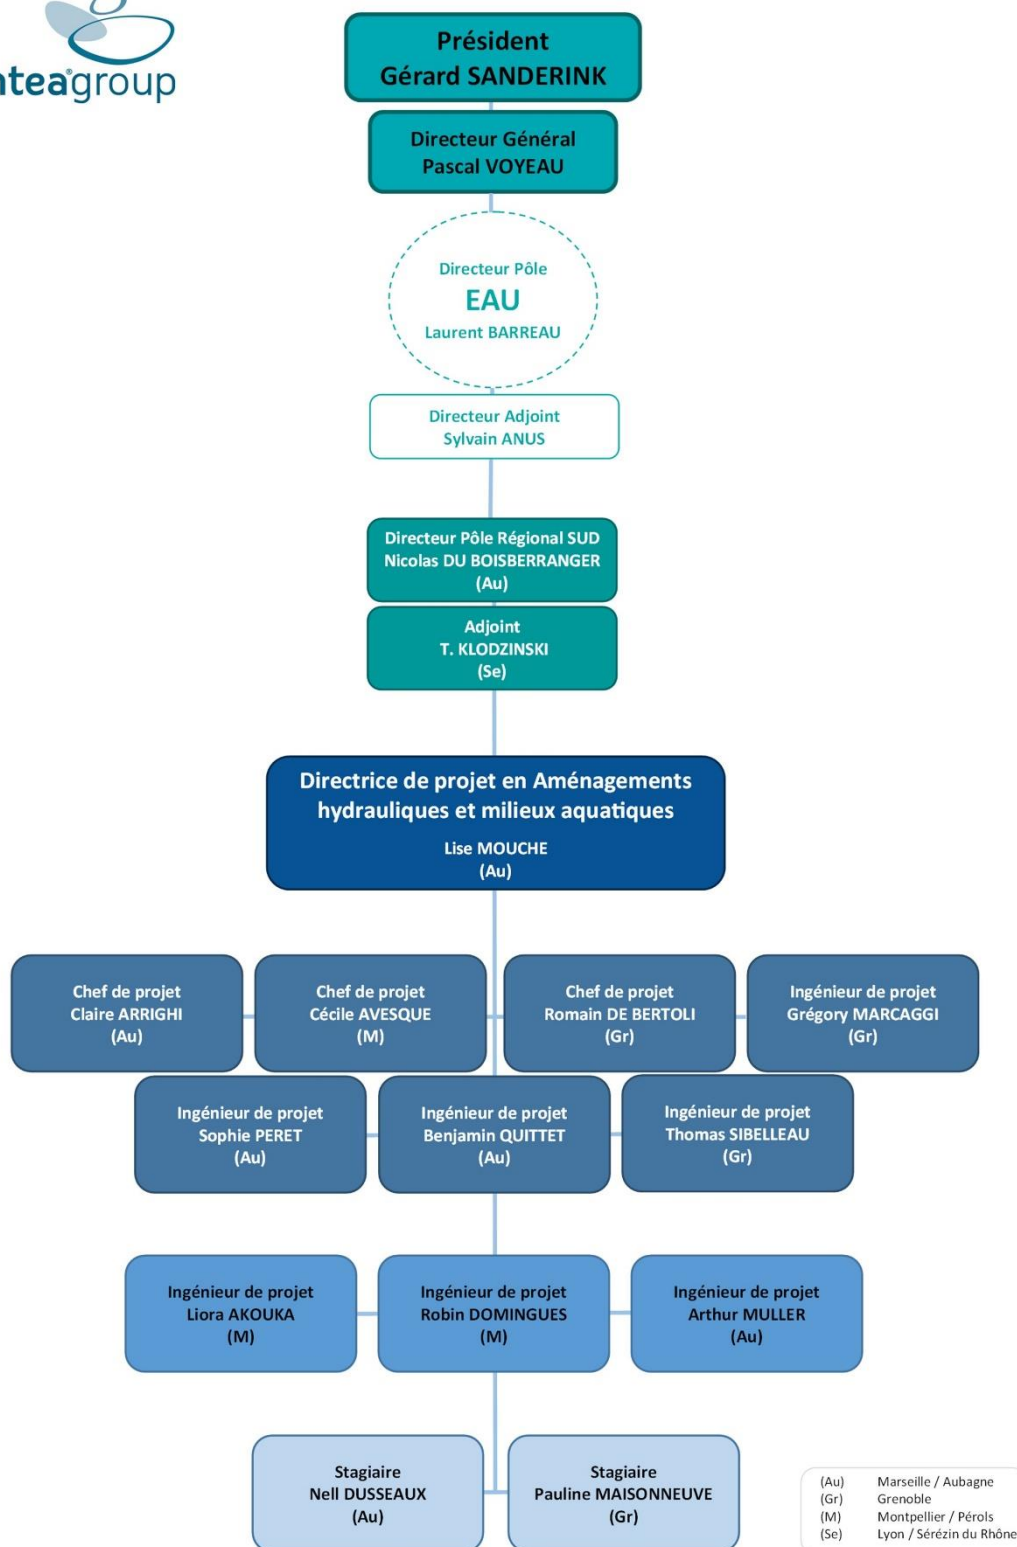 nteagroup
Président
Gérard SANDERINK
Directeur Général
Pascal VOYEAU
Directeur Pôle
EAU
Laurent BARREAU
Directeur Adjoint
Sylvain ANUS
Directeur Pôle Régional SUD
Nicolas DU BOISBERRANGER
(Au)
Adjoint
T. KLODZINSKI
(Se)
Directrice de projet en Aménagements
hydrauliques et milieux aquatiques
Lise MOUCHE
(Au)
Chef de projet
Claire ARRIGHI
(Au)
Chef de projet
Cécile AVESQUE
(M)
Chef de projet
Romain DE BERTOLI
(Gr)
Ingénieur de projet
Grégory MARCAGGI
(Gr)
Ingénieur de projet
Sophie PERET
(Au)
Ingénieur de projet
Benjamin QUITTET
(Au)
Ingénieur de projet
Thomas SIBELLEAU
(Gr)
Ingénieur de projet
Liora AKOUKA
(M)
Ingénieur de projet
Robin DOMINGUES
(M)
Ingénieur de projet
Arthur MULLER
(Au)
Stagiaire
Nell DUSSEAUX
(Au)
Stagiaire
Pauline MAISONNEUVE
(Gr)
(Au) Marseille / Aubagne
(Gr) Grenoble
(M) Montpellier / Pérols
(Se) Lyon / Sérézin du Rhône